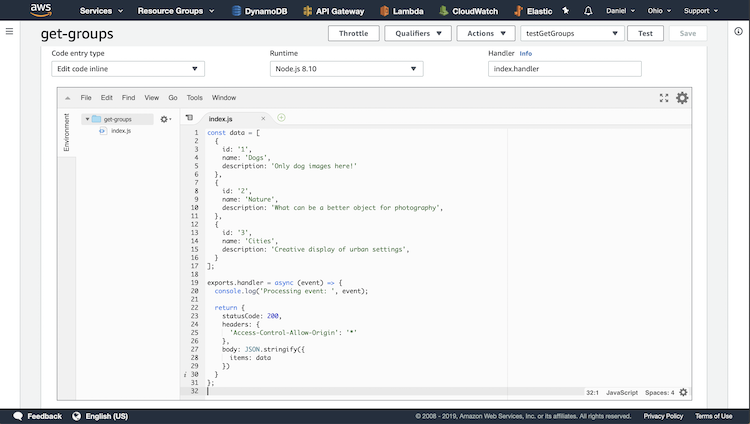 aws Services Resource Groups DynamoDB API Gateway Lambda CloudWatch Elastic Daniel Ohio Support
get-groups Throttle Qualifiers Actions testGetGroups Test Save
Code entry type Runtime Handler Info
Edit code inline Node.js 8.10 index.handler
File Edit Find View Go Tools Window
Environment
get-groups
index.js
index.js
1 const data = [
2 {
3 id: '1',
4 name: 'Dogs',
5 description: 'Only dog images here!'
6 },
7 {
8 id: '2',
9 name: 'Nature',
10 description: 'What can be a better object for photography',
11 },
12 {
13 id: '3',
14 name: 'Cities',
15 description: 'Creative display of urban settings',
16 }
17 ];
18
19 exports.handler = async (event) => {
20 console.log('Processing event: ', event);
21
22 return {
23 statusCode: 200,
24 headers: {
25 'Access-Control-Allow-Origin': '*'
26 },
27 body: JSON.stringify({
28 items: data
29 })
i 30 }
31 };
32
32:1 JavaScript Spaces: 4
Feedback English (US) © 2008 - 2019, Amazon Web Services, Inc. or its affiliates. All rights reserved. Privacy Policy Terms of Use